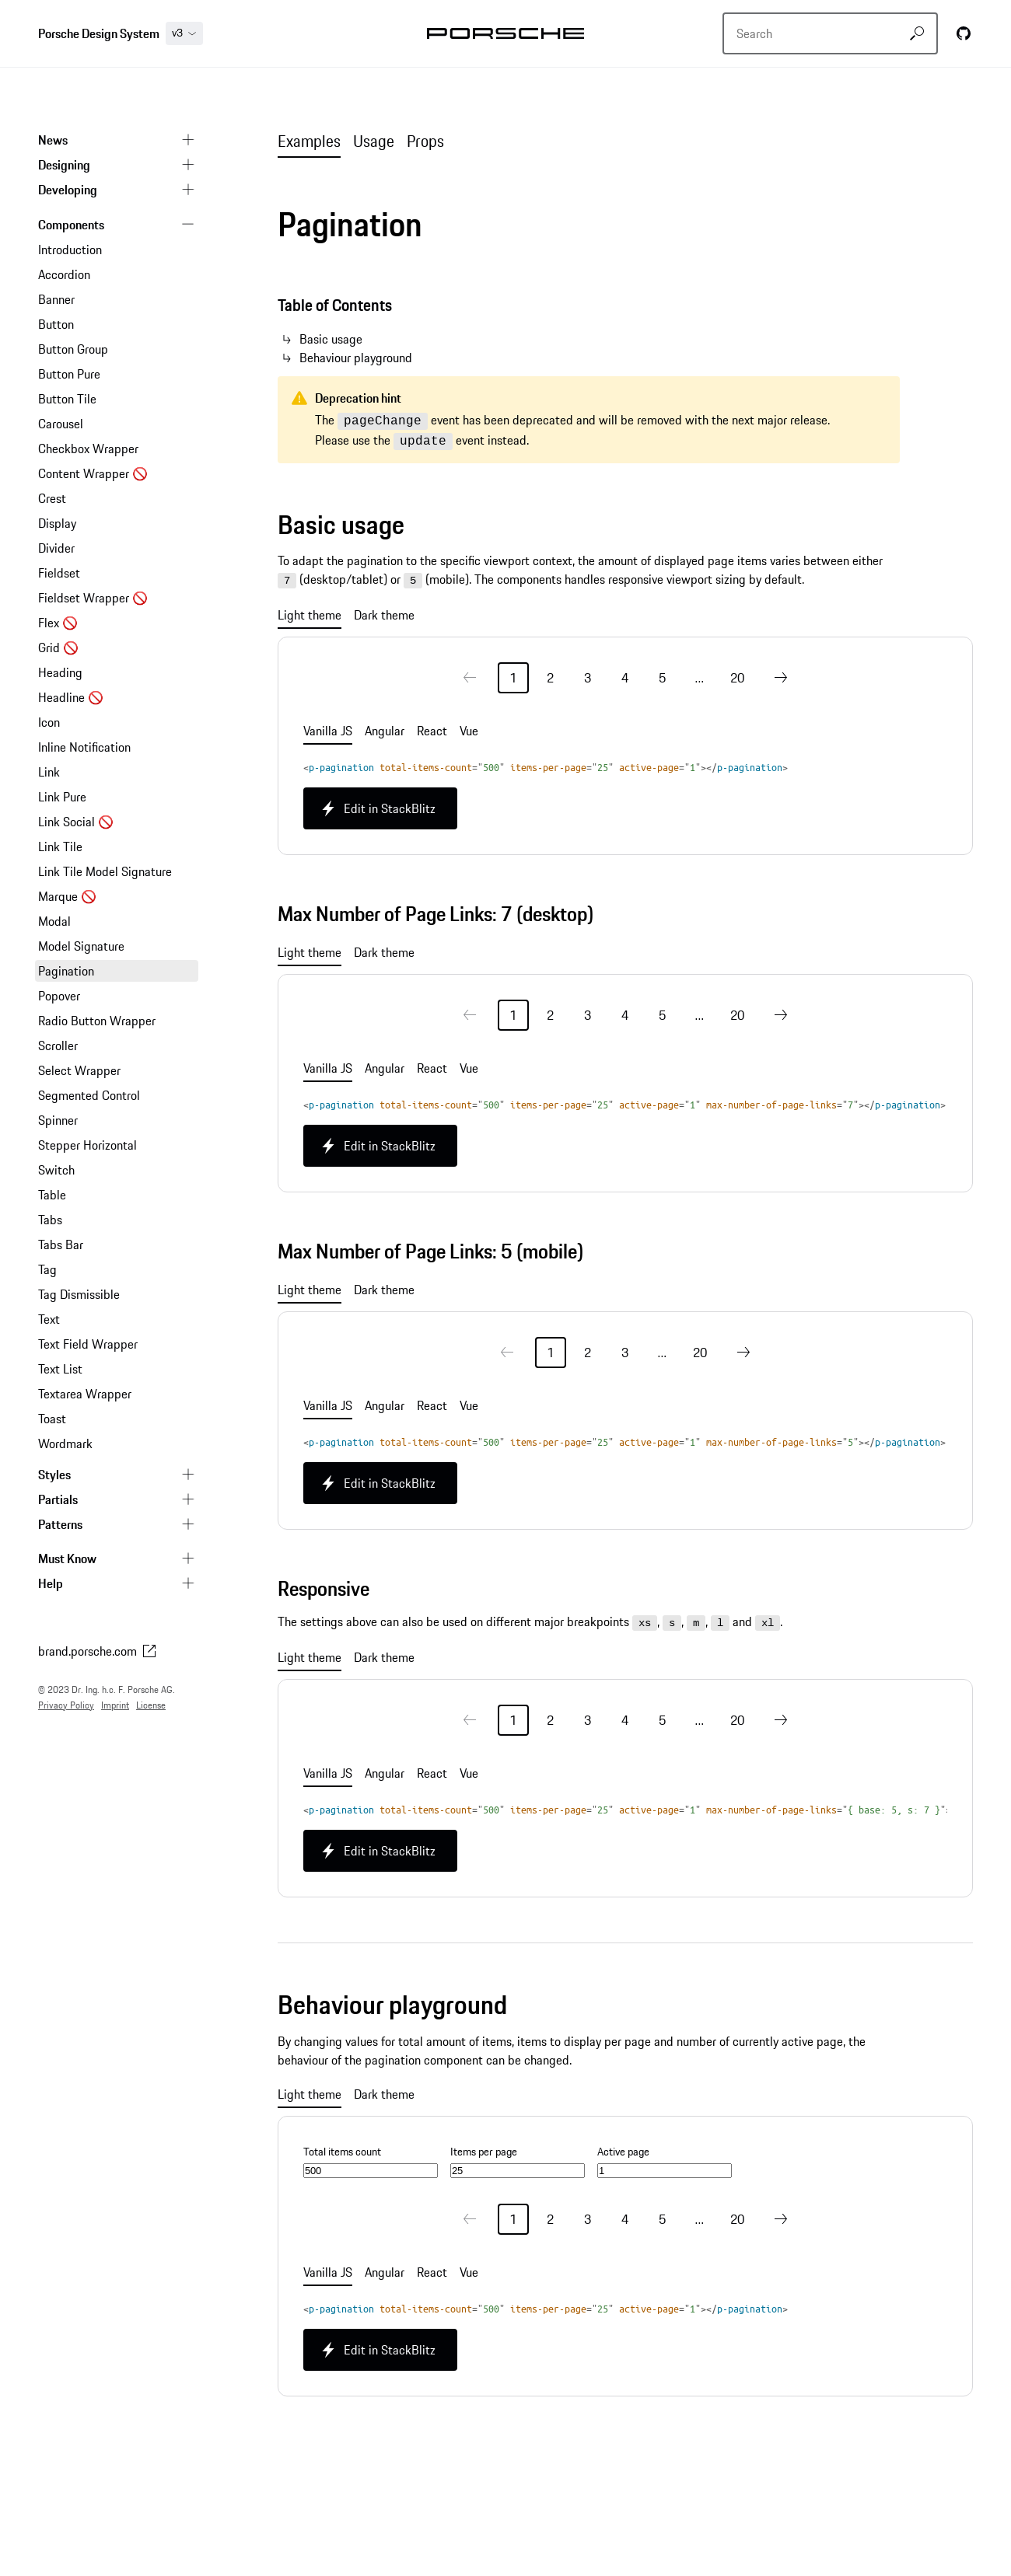 Porsche Design System
v3
PORSCHE
Search
News
Designing
Developing
Components
Introduction
Accordion
Banner
Button
Button Group
Button Pure
Button Tile
Carousel
Checkbox Wrapper
Content Wrapper 🚫
Crest
Display
Divider
Fieldset
Fieldset Wrapper 🚫
Flex 🚫
Grid 🚫
Heading
Headline 🚫
Icon
Inline Notification
Link
Link Pure
Link Social 🚫
Link Tile
Link Tile Model Signature
Marque 🚫
Modal
Model Signature
Pagination
Popover
Radio Button Wrapper
Scroller
Select Wrapper
Segmented Control
Spinner
Stepper Horizontal
Switch
Table
Tabs
Tabs Bar
Tag
Tag Dismissible
Text
Text Field Wrapper
Text List
Textarea Wrapper
Toast
Wordmark
Styles
Partials
Patterns
Must Know
Help
brand.porsche.com
© 2023 Dr. Ing. h.c. F. Porsche AG.
Privacy Policy Imprint License
Examples Usage Props
Pagination
Table of Contents
Basic usage
Behaviour playground
Deprecation hint
The pageChange event has been deprecated and will be removed with the next major release.
Please use the update event instead.
Basic usage
To adapt the pagination to the specific viewport context, the amount of displayed page items varies between either
7 (desktop/tablet) or 5 (mobile). The components handles responsive viewport sizing by default.
Light theme Dark theme
1 2 3 4 5 ... 20
Vanilla JS Angular React Vue
<p-pagination total-items-count="500" items-per-page="25" active-page="1"></p-pagination>
Edit in StackBlitz
Max Number of Page Links: 7 (desktop)
Light theme Dark theme
1 2 3 4 5 ... 20
Vanilla JS Angular React Vue
<p-pagination total-items-count="500" items-per-page="25" active-page="1" max-number-of-page-links="7"></p-pagination>
Edit in StackBlitz
Max Number of Page Links: 5 (mobile)
Light theme Dark theme
1 2 3 ... 20
Vanilla JS Angular React Vue
<p-pagination total-items-count="500" items-per-page="25" active-page="1" max-number-of-page-links="5"></p-pagination>
Edit in StackBlitz
Responsive
The settings above can also be used on different major breakpoints xs, s, m, l and xl.
Light theme Dark theme
1 2 3 4 5 ... 20
Vanilla JS Angular React Vue
<p-pagination total-items-count="500" items-per-page="25" active-page="1" max-number-of-page-links="{ base: 5, s: 7 }"
Edit in StackBlitz
Behaviour playground
By changing values for total amount of items, items to display per page and number of currently active page, the
behaviour of the pagination component can be changed.
Light theme Dark theme
Total items count Items per page Active page
500 25 1
1 2 3 4 5 ... 20
Vanilla JS Angular React Vue
<p-pagination total-items-count="500" items-per-page="25" active-page="1"></p-pagination>
Edit in StackBlitz